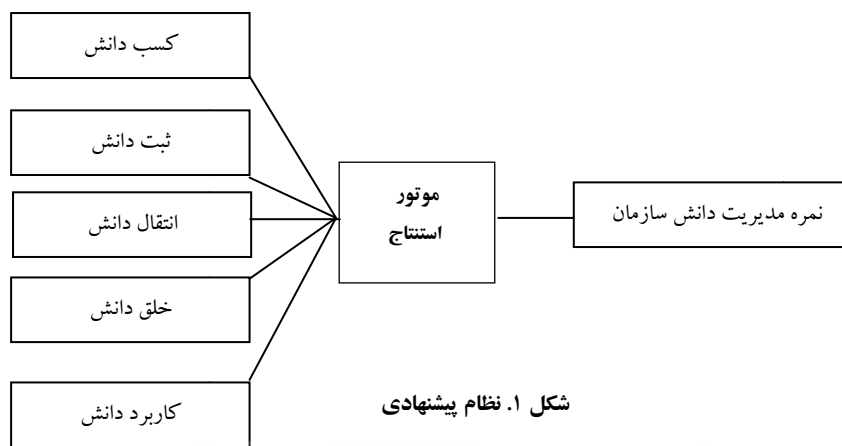 کسب دانش
ثبت دانش
انتقال دانش
خلق دانش
کاربرد دانش
موتور
استنتاج
نمره مدیریت دانش سازمان
شکل ۱. نظام پیشنهادی